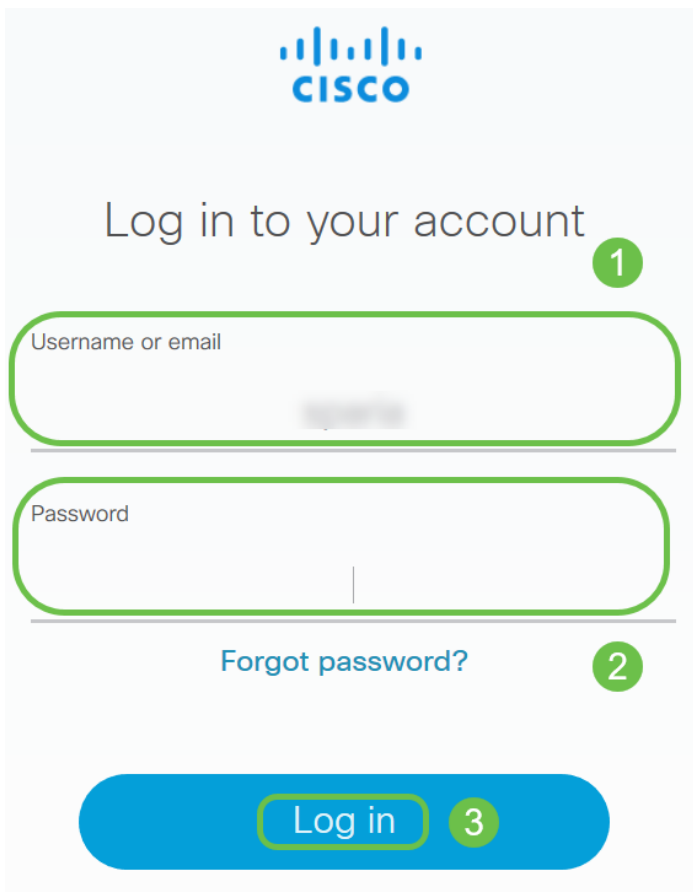 CISCO
Log in to your account
1
Username or email
Password
Forgot password?
2
Log in
3